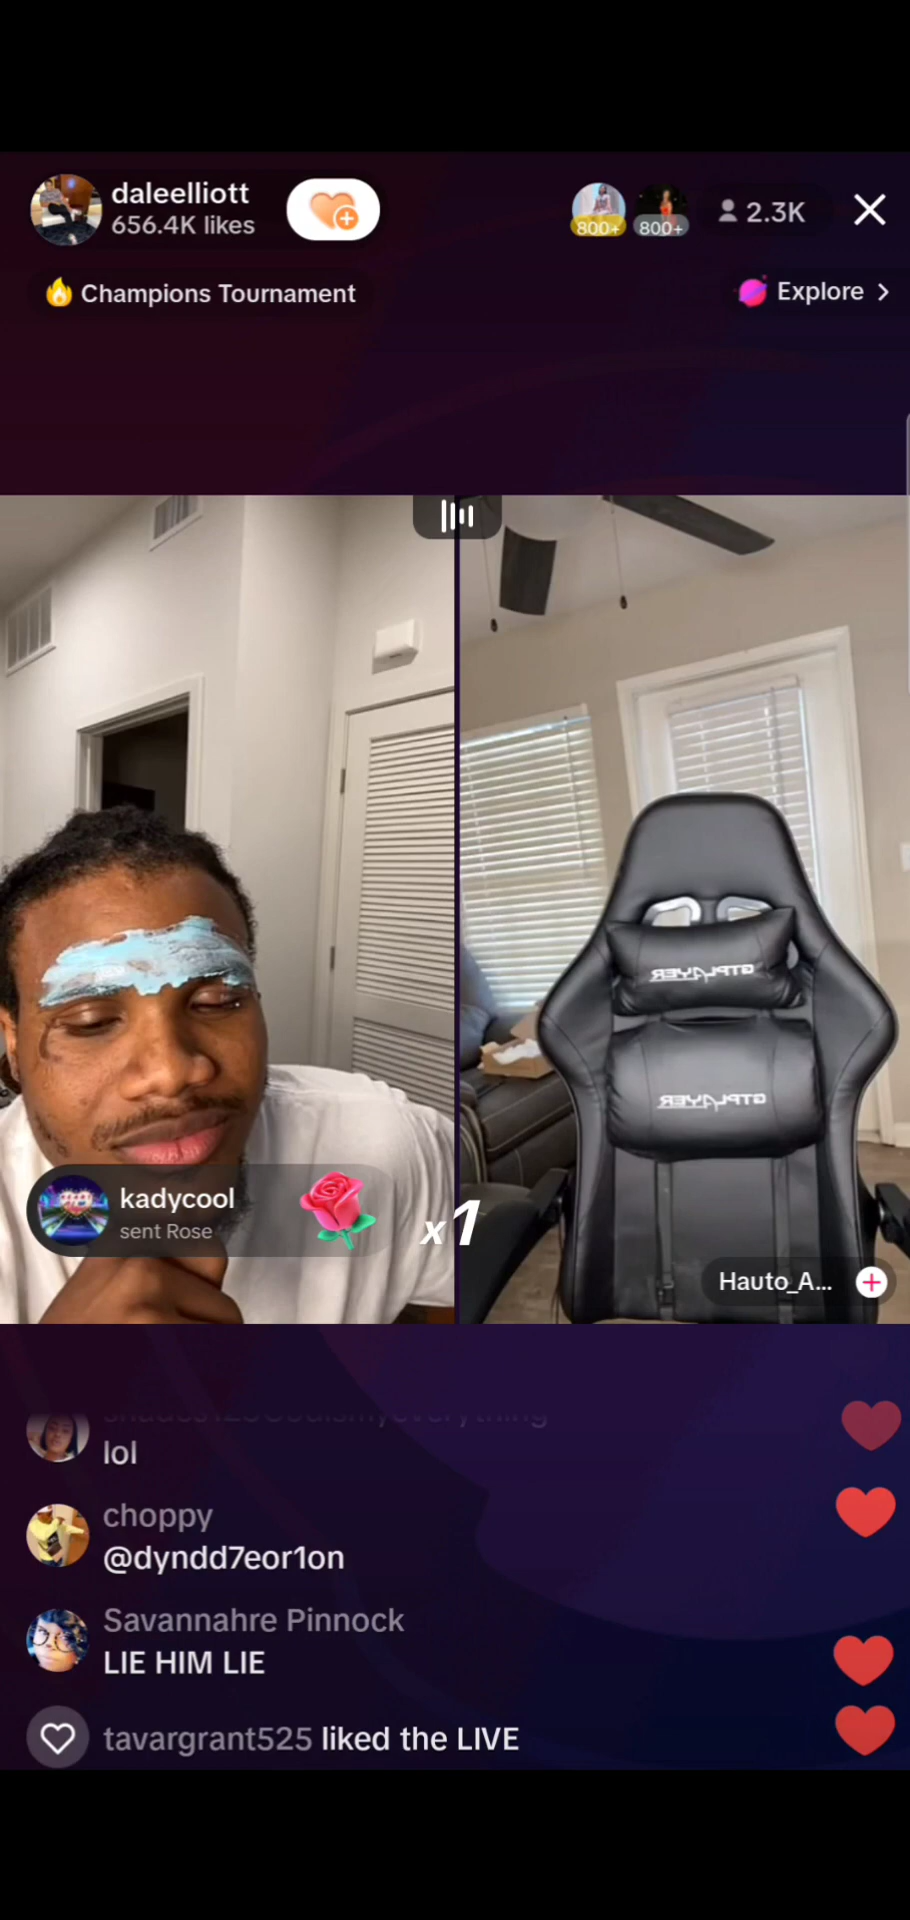 daleelliott
656.4K likes
800+
800+
2.3K
Champions Tournament
Explore
GTPLAYER
GTPLAYER
kadycool
sent Rose
x1
Hauto_A...
lol
choppy
@dyndd7eor1on
Savannahre Pinnock
LIE HIM LIE
tavargrant525 liked the LIVE